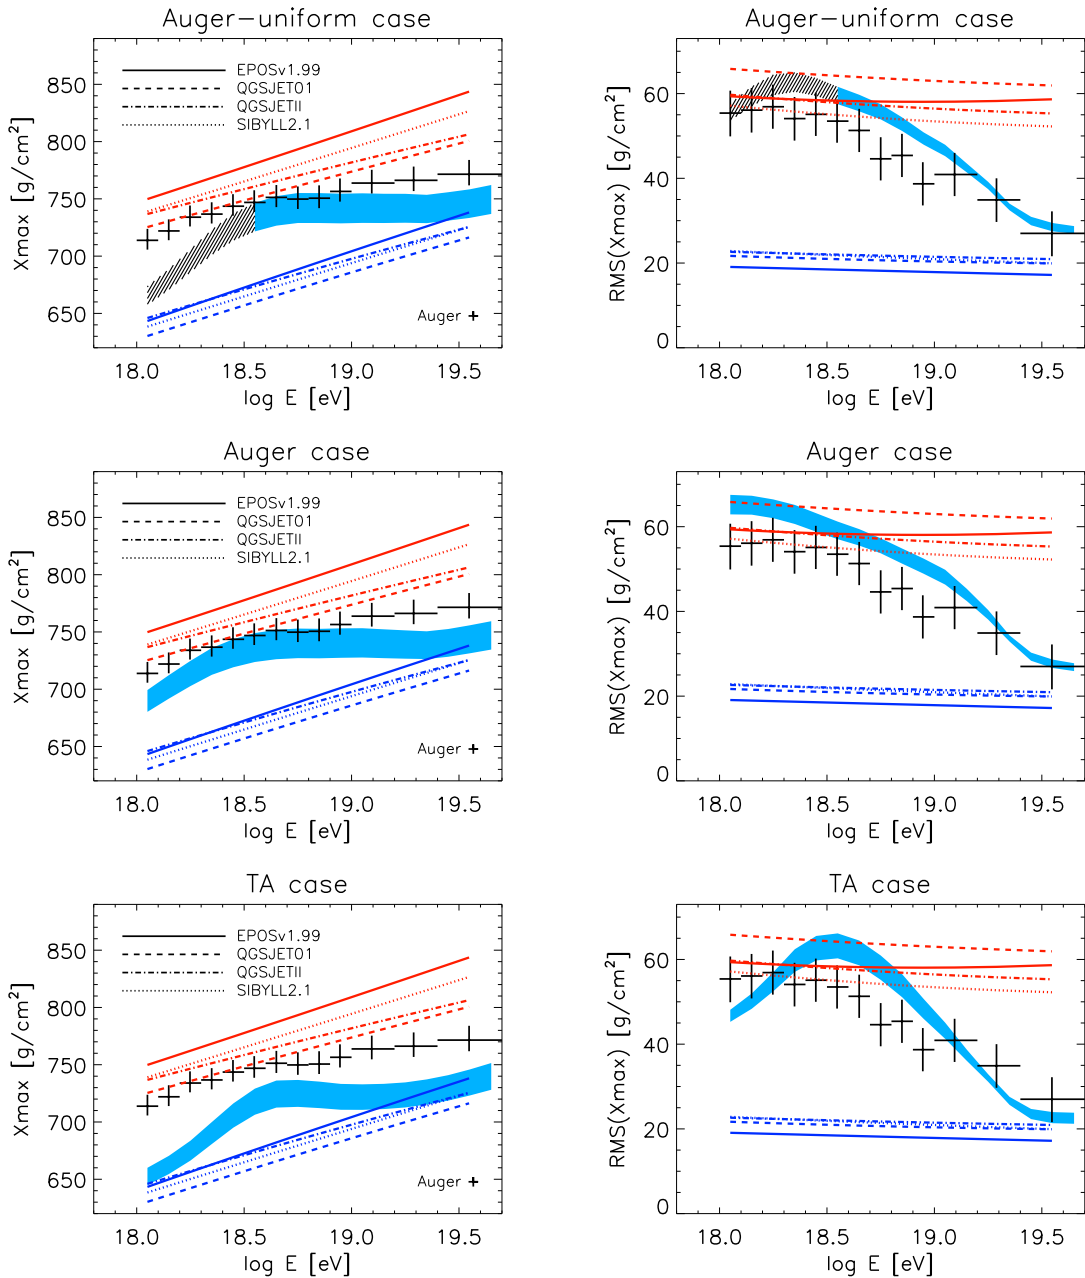 Auger-uniform case
Auger-uniform case
Xmax [g/cm²]
850
800
750
700
650
EPOSv1.99
QGSJET01
QGSJETII
SIBYLL2.1
Auger +
18.0 18.5 19.0 19.5
log E [eV]
RMS(Xmax) [g/cm²]
60
40
20
0
18.0 18.5 19.0 19.5
log E [eV]
Auger case
Auger case
Xmax [g/cm²]
850
800
750
700
650
EPOSv1.99
QGSJET01
QGSJETII
SIBYLL2.1
Auger +
18.0 18.5 19.0 19.5
log E [eV]
RMS(Xmax) [g/cm²]
60
40
20
0
18.0 18.5 19.0 19.5
log E [eV]
TA case
TA case
Xmax [g/cm²]
850
800
750
700
650
EPOSv1.99
QGSJET01
QGSJETII
SIBYLL2.1
Auger +
18.0 18.5 19.0 19.5
log E [eV]
RMS(Xmax) [g/cm²]
60
40
20
0
18.0 18.5 19.0 19.5
log E [eV]